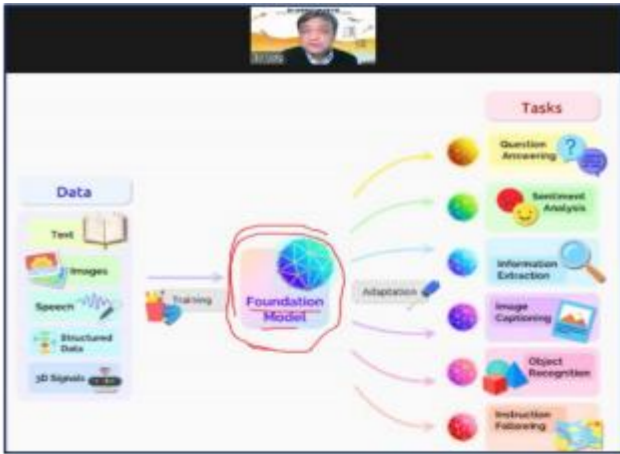 Tasks
Question
Answering
Data
Sentiment
Analysis
Text
Images
Information
Extraction
Speech
Training
Foundation
Model
Adaptation
Image
Captioning
Structured
Data
3D Signals
Object
Recognition
Instruction
Following